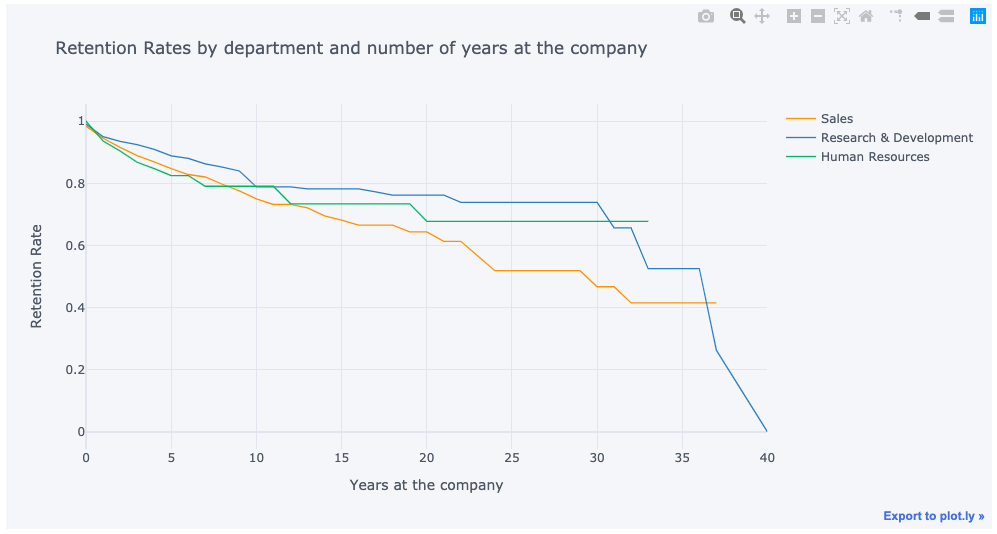 Retention Rates by department and number of years at the company
Sales
Research & Development
Human Resources
1
0.8
0.6
0.4
0.2
0
Retention Rate
0 5 10 15 20 25 30 35 40
Years at the company
Export to plot.ly »